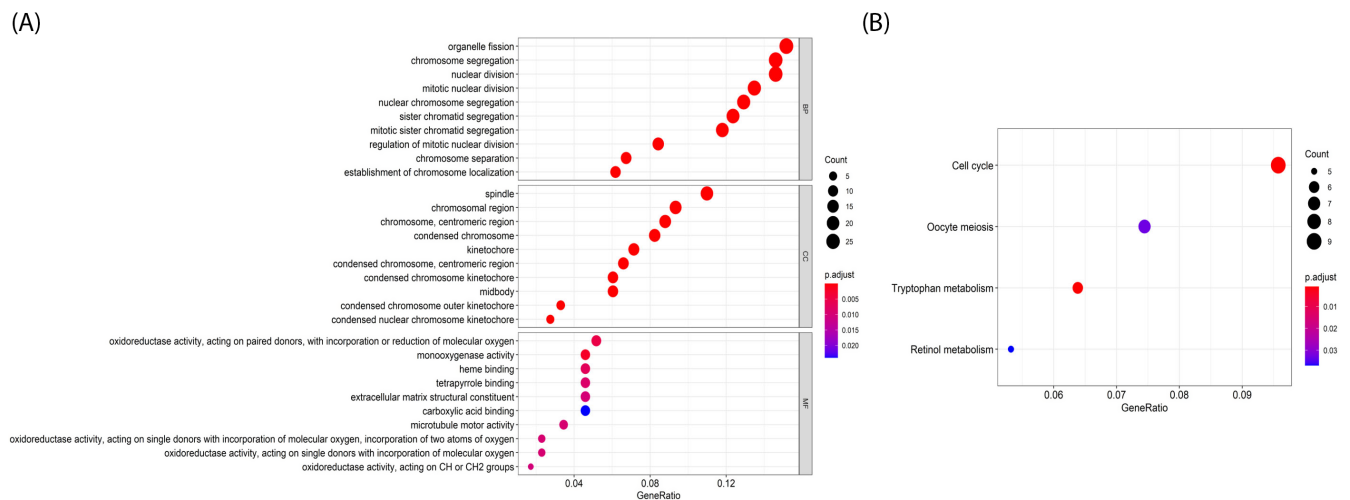 (A)
organelle fission
chromosome segregation
nuclear division
mitotic nuclear division
nuclear chromosome segregation
sister chromatid segregation
mitotic sister chromatid segregation
regulation of mitotic nuclear division
chromosome separation
establishment of chromosome localization
BP
spindle
chromosomal region
chromosome, centromeric region
condensed chromosome
kinetochore
condensed chromosome, centromeric region
condensed chromosome kinetochore
midbody
condensed chromosome outer kinetochore
condensed nuclear chromosome kinetochore
CC
oxidoreductase activity, acting on paired donors, with incorporation or reduction of molecular oxygen
monooxygenase activity
heme binding
tetrapyrrole binding
extracellular matrix structural constituent
carboxylic acid binding
microtubule motor activity
oxidoreductase activity, acting on single donors with incorporation of molecular oxygen, incorporation of two atoms of oxygen
oxidoreductase activity, acting on single donors with incorporation of molecular oxygen
oxidoreductase activity, acting on CH or CH2 groups
MF
0.04 0.08 0.12
GeneRatio
Count
5
10
15
20
25
p.adjust
0.005
0.010
0.015
0.020
(B)
Cell cycle
Oocyte meiosis
Tryptophan metabolism
Retinol metabolism
0.06 0.07 0.08 0.09
GeneRatio
Count
5
6
7
8
9
p.adjust
0.01
0.02
0.03